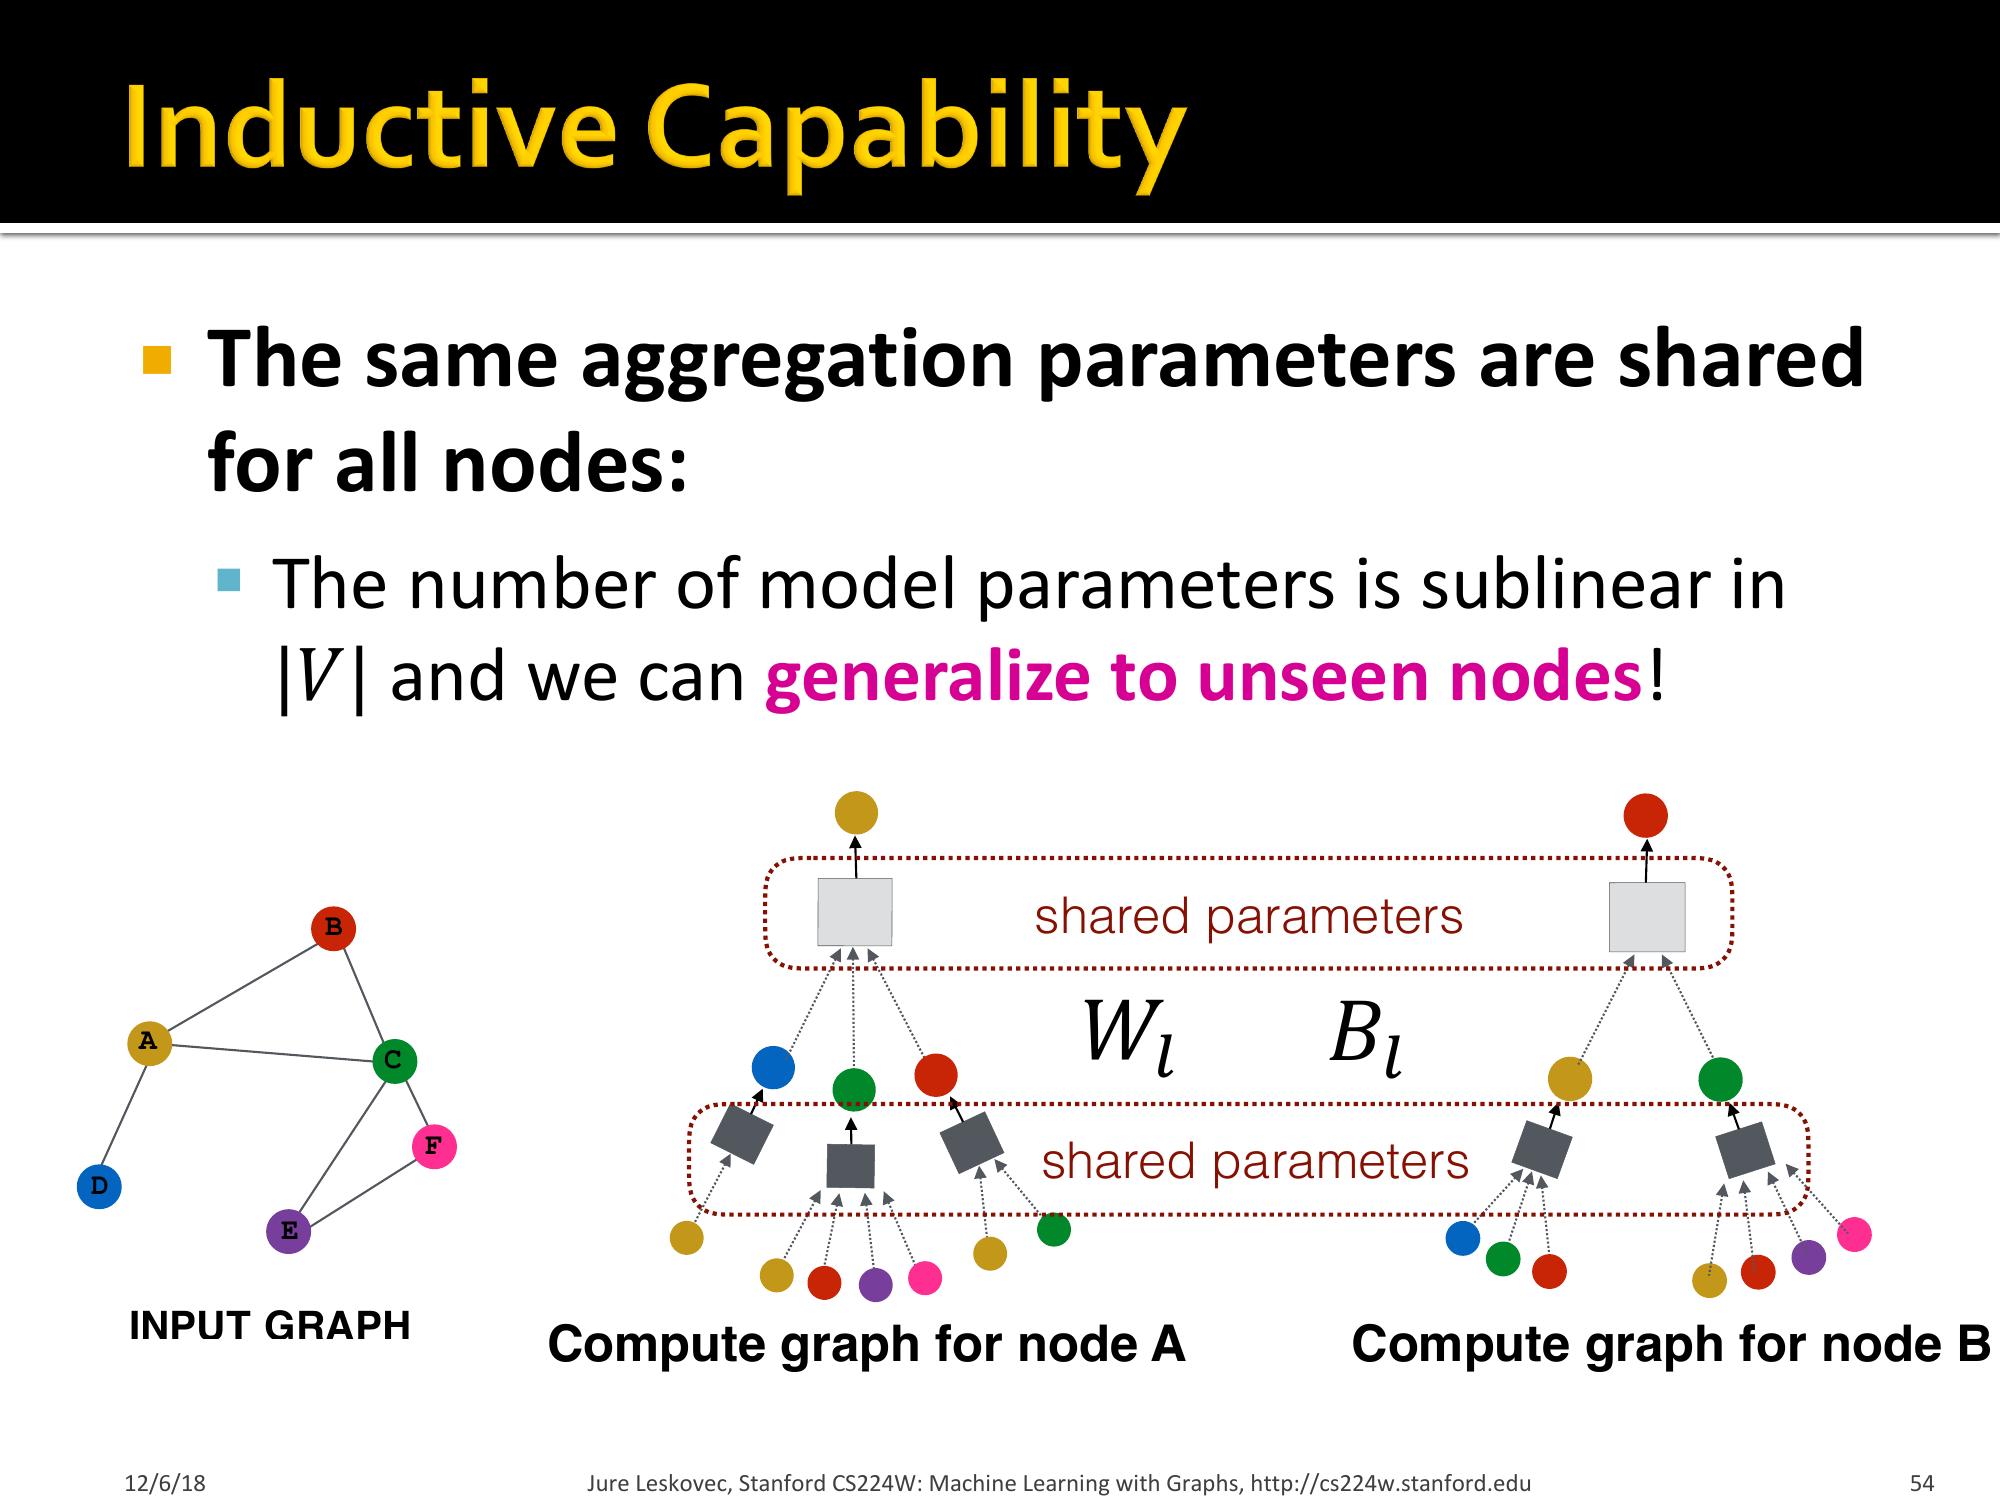 Inductive Capability
The same aggregation parameters are shared
for all nodes:
The number of model parameters is sublinear in
|V| and we can generalize to unseen nodes!
shared parameters
W_l B_l
shared parameters
B
A
C
F
D
E
INPUT GRAPH
Compute graph for node A
Compute graph for node B
12/6/18
Jure Leskovec, Stanford CS224W: Machine Learning with Graphs, http://cs224w.stanford.edu
54